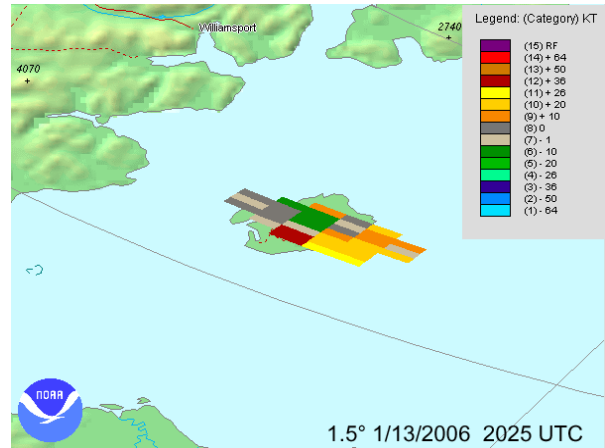 Williamsport
2740
4070
Legend: (Category) KT
(15) RF
(14) + 64
(13) + 50
(12) + 36
(11) + 26
(10) + 20
(9) + 10
(8) 0
(7) - 1
(6) - 10
(5) - 20
(4) - 26
(3) - 36
(2) - 50
(1) - 64
NOAA
1.5° 1/13/2006 2025 UTC